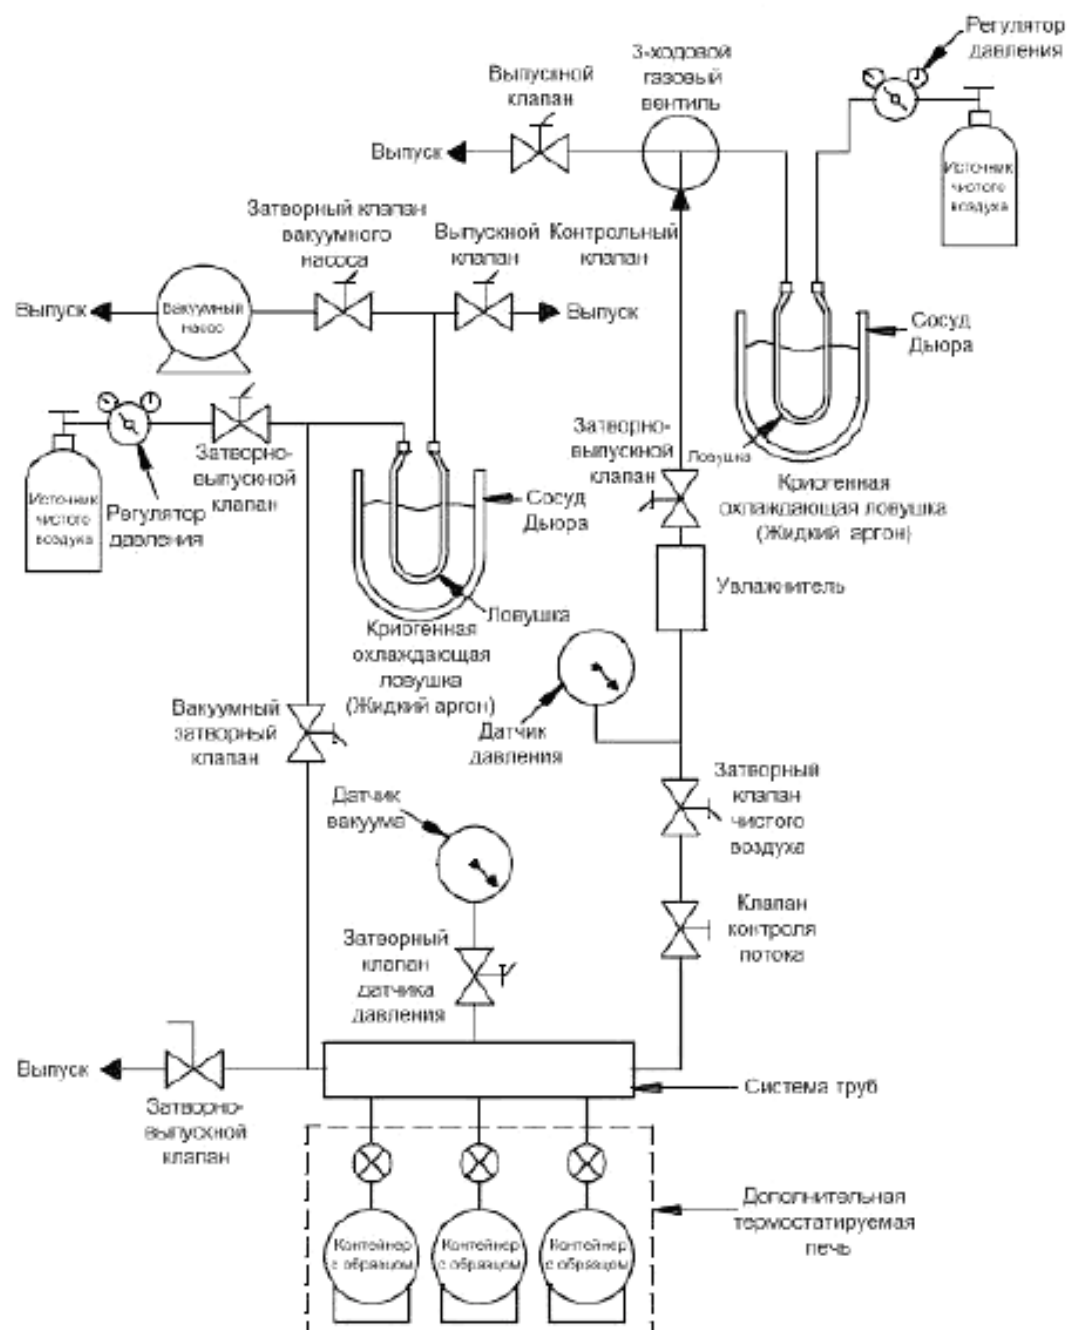 Регулятор
давления
3-ходовой
газовый
вентиль
Выпускной
клапан
Выпуск
Источник
чистого
воздуха
Затворный клапан
вакуумного
насоса
Выпускной
клапан
Контрольный
клапан
Выпуск
Вакуумный
насос
Выпуск
Сосуд
Дьюра
Затворно-
выпускной
клапан
Ловушка
Криогенная
охлаждающая ловушка
(Жидкий аргон)
Затворно-
выпускной
клапан
Источник
чистого
воздуха
Регулятор
давления
Сосуд
Дьюра
Ловушка
Криогенная
охлаждающая
ловушка
(Жидкий аргон)
Увлажнитель
Датчик
давления
Вакуумный
затворный
клапан
Затворный
клапан
чистого
воздуха
Датчик
вакуума
Клапан
контроля
потока
Затворный
клапан
датчика
давления
Выпуск
Затворно-
выпускной
клапан
Система труб
Дополнительная
термостатируемая
печь
Контейнер
с образцом
Контейнер
с образцом
Контейнер
с образцом